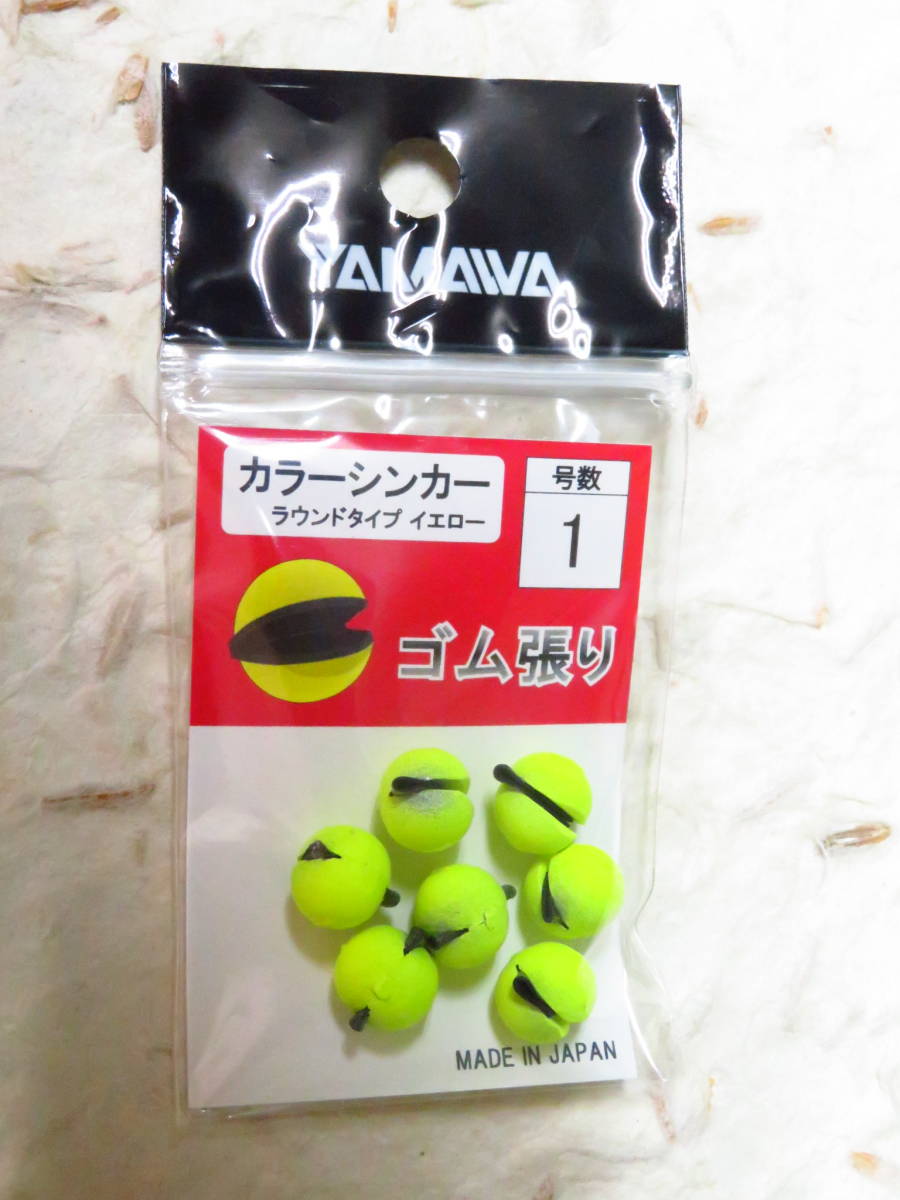 YAMAWA
カラーシンカー
ラウンドタイプ イエロー
号数
1
ゴム張り
MADE IN JAPAN